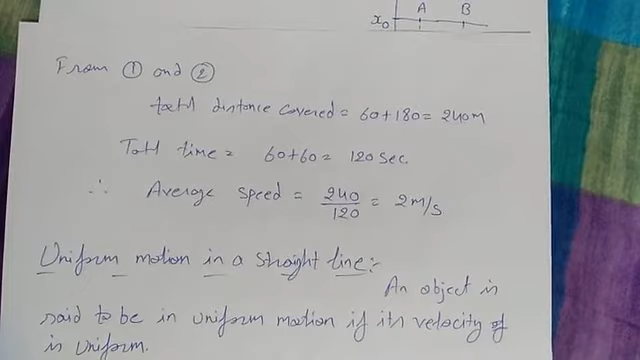 A B
x₀
From ① and ②
total distance covered = 60 + 180 = 240m
Total time = 60 + 60 = 120 sec.
∴ Average speed = 240/120 = 2 m/s
Uniform motion in a straight line:-
An object is
said to be in uniform motion if its velocity of
is uniform.